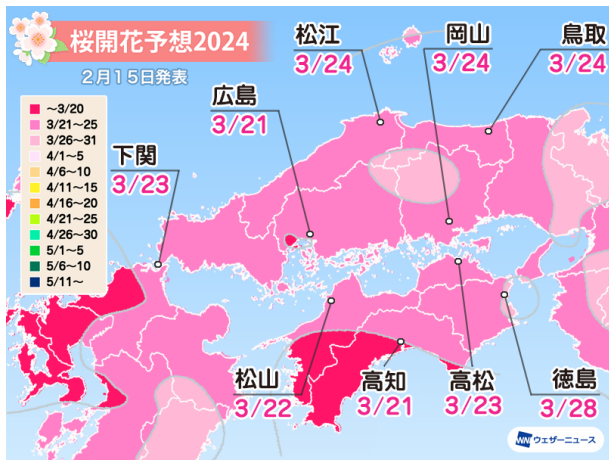 桜開花予想2024
2月15日発表
~3/20
3/21~25
3/26~31
4/1~5
4/6~10
4/11~15
4/16~20
4/21~25
4/26~30
5/1~5
5/6~10
5/11~
松江
3/24
岡山
3/24
鳥取
3/24
広島
3/21
下関
3/23
松山
3/22
高知
3/21
高松
3/23
徳島
3/28
WN ウェザーニュース